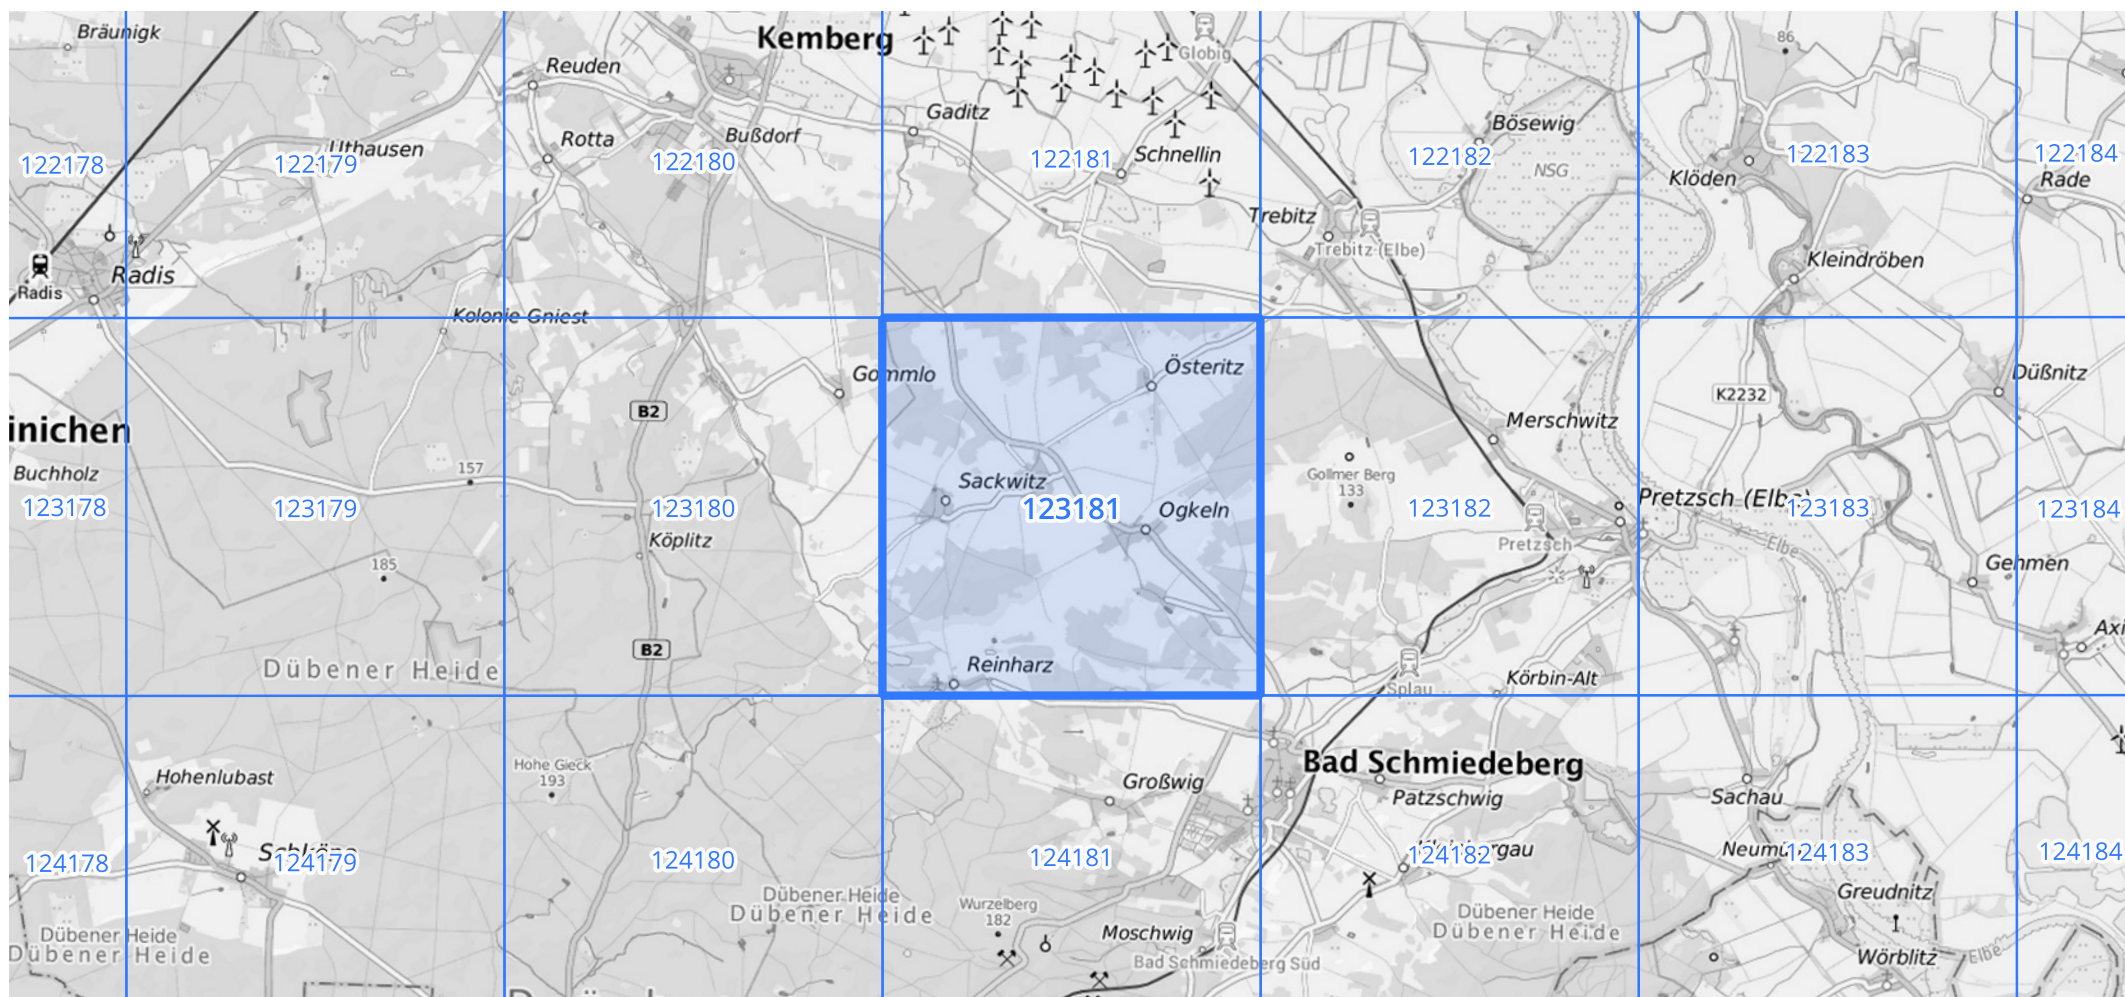 Bräunigk
Reuden
Kemberg
Globig
86
Gaditz
Uthausen
Rotta
Bußdorf
Schnellin
Bösewig
NSG
Klöden
Rade
122178
122179
122180
122181
122182
122183
122184
Trebitz
Trebitz (Elbe)
Radis
Radis
Kleindröben
Kolonie Gniest
Gommlo
Österitz
Düßnitz
K2232
B2
inichen
Merschwitz
Buchholz
157
Sackwitz
Gollmer Berg
133
Pretzsch (Elbe)
Ogkeln
123178
123179
123180
123181
123182
123183
123184
Köplitz
Pretzsch
Elbe
185
Gehmen
Axi
B2
Dübener Heide
Reinharz
Splau
Körbin-Alt
Hohe Gieck
193
Bad Schmiedeberg
Hohenlubast
Großwig
Patzschwig
Sachau
124178
124179
124180
124181
124182
124183
124184
Greudnitz
Dübener Heide
Dübener Heide
Wurzelberg
182
Dübener Heide
Dübener Heide
Moschwig
Dübener Heide
Dübener Heide
Bad Schmiedeberg Süd
Wörblitz
Elbe